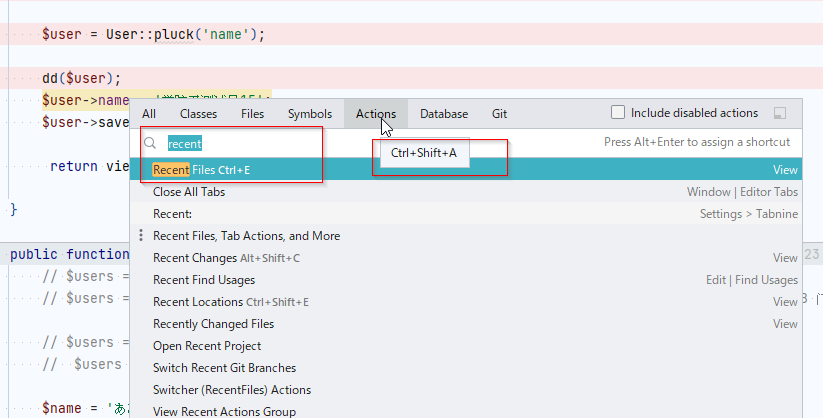 $user = User::pluck('name');
dd($user);
$user->name
All Classes Files Symbols Actions Database Git Include disabled actions
$user->save
recent Press Alt+Enter to assign a shortcut
Ctrl+Shift+A
return vie
Recent Files Ctrl+E View
Close All Tabs Window | Editor Tabs
Recent: Settings > Tabnine
}
Recent Files, Tab Actions, and More
public function
Recent Changes Alt+Shift+C View
23
// $users =
Recent Find Usages Edit | Find Usages
// $users =
Recent Locations Ctrl+Shift+E View
Recently Changed Files View
// $users =
Open Recent Project
// $users
Switch Recent Git Branches
Switcher (RecentFiles) Actions
$name = 'ああ
View Recent Actions Group